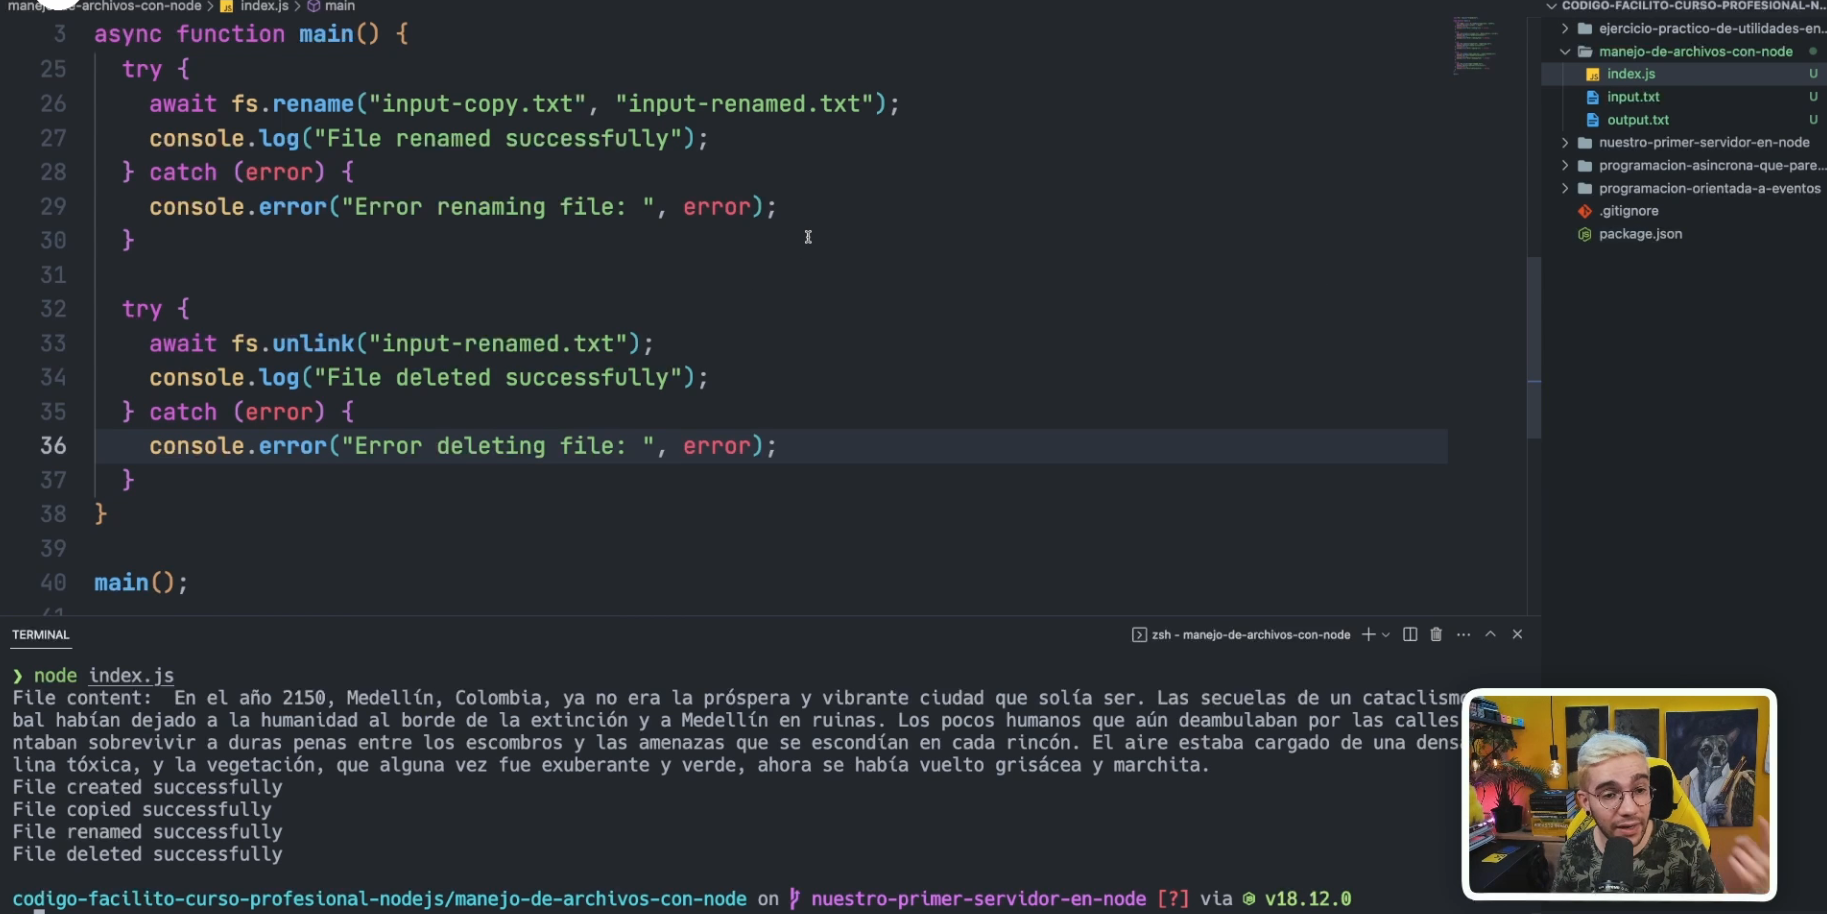 manejo-de-archivos-con-node > index.js > main
3 async function main() {
25 try {
26 await fs.rename("input-copy.txt", "input-renamed.txt");
27 console.log("File renamed successfully");
28 } catch (error) {
29 console.error("Error renaming file: ", error);
30 }
31
32 try {
33 await fs.unlink("input-renamed.txt");
34 console.log("File deleted successfully");
35 } catch (error) {
36 console.error("Error deleting file: ", error);
37 }
38 }
39
40 main();
41
CODIGO-FACILITO-CURSO-PROFESIONAL-N...
ejercicio-practico-de-utilidades-en...
manejo-de-archivos-con-node
JS index.js U
input.txt U
output.txt U
nuestro-primer-servidor-en-node
programacion-asincrona-que-pare...
programacion-orientada-a-eventos
.gitignore
package.json
TERMINAL
zsh - manejo-de-archivos-con-node
❯ node index.js
File content:  En el año 2150, Medellín, Colombia, ya no era la próspera y vibrante ciudad que solía ser. Las secuelas de un cataclismo
bal habían dejado a la humanidad al borde de la extinción y a Medellín en ruinas. Los pocos humanos que aún deambulaban por las calles
ntaban sobrevivir a duras penas entre los escombros y las amenazas que se escondían en cada rincón. El aire estaba cargado de una densa
lina tóxica, y la vegetación, que alguna vez fue exuberante y verde, ahora se había vuelto grisácea y marchita.
File created successfully
File copied successfully
File renamed successfully
File deleted successfully
codigo-facilito-curso-profesional-nodejs/manejo-de-archivos-con-node on nuestro-primer-servidor-en-node [?] via v18.12.0